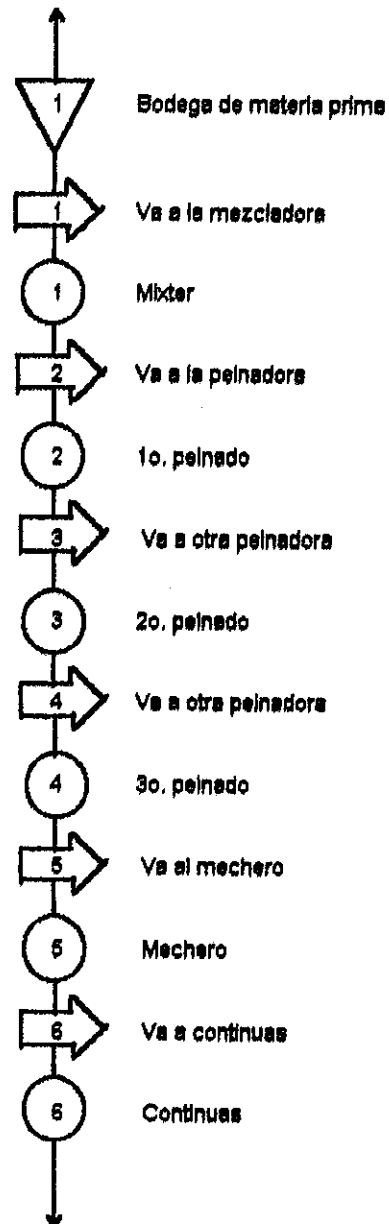 1 Bodega de materia prima
1 Va a la mezcladora
1 Mixter
2 Va a la peinadora
2 1o. peinado
3 Va a otra peinadora
3 2o. peinado
4 Va a otra peinadora
4 3o. peinado
5 Va al mechero
5 Mechero
6 Va a continuas
6 Continuas